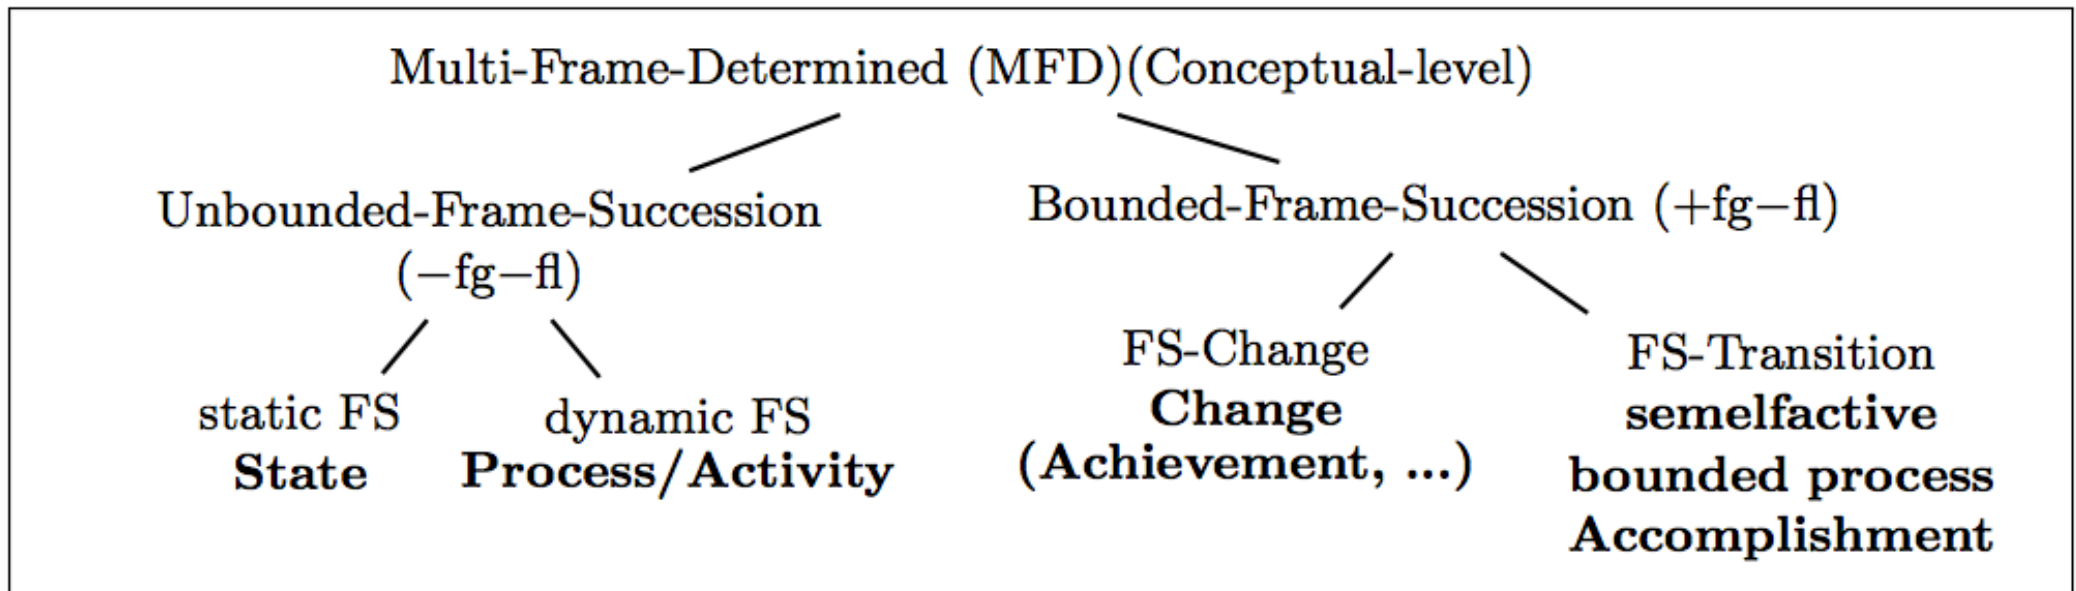 Multi-Frame-Determined (MFD)(Conceptual-level)
Unbounded-Frame-Succession
(−fg−fl)
Bounded-Frame-Succession (+fg−fl)
static FS
State
dynamic FS
Process/Activity
FS-Change
Change
(Achievement, ...)
FS-Transition
semelfactive
bounded process
Accomplishment